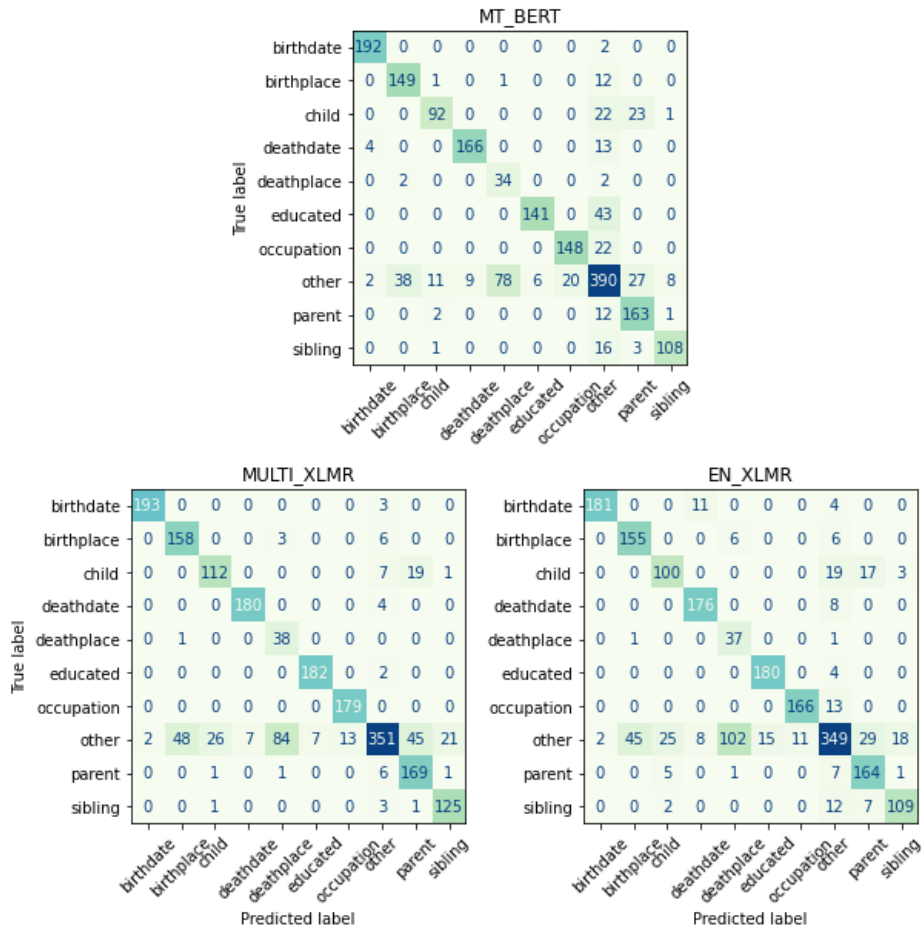 MT_BERT
True label
birthdate 192 0 0 0 0 0 0 2 0 0
birthplace 0 149 1 0 1 0 0 12 0 0
child 0 0 92 0 0 0 0 22 23 1
deathdate 4 0 0 166 0 0 0 13 0 0
deathplace 0 2 0 0 34 0 0 2 0 0
educated 0 0 0 0 0 141 0 43 0 0
occupation 0 0 0 0 0 0 148 22 0 0
other 2 38 11 9 78 6 20 390 27 8
parent 0 0 2 0 0 0 0 12 163 1
sibling 0 0 1 0 0 0 0 16 3 108
birthdate birthplace child deathdate deathplace educated occupation other parent sibling
MULTI_XLMR
True label
birthdate 193 0 0 0 0 0 0 3 0 0
birthplace 0 158 0 0 3 0 0 6 0 0
child 0 0 112 0 0 0 0 7 19 1
deathdate 0 0 0 180 0 0 0 4 0 0
deathplace 0 1 0 0 38 0 0 0 0 0
educated 0 0 0 0 0 182 0 2 0 0
occupation 0 0 0 0 0 0 179 0 0 0
other 2 48 26 7 84 7 13 351 45 21
parent 0 0 1 0 1 0 0 6 169 1
sibling 0 0 1 0 0 0 0 3 1 125
birthdate birthplace child deathdate deathplace educated occupation other parent sibling
Predicted label
EN_XLMR
birthdate 181 0 0 11 0 0 0 4 0 0
birthplace 0 155 0 0 6 0 0 6 0 0
child 0 0 100 0 0 0 0 19 17 3
deathdate 0 0 0 176 0 0 0 8 0 0
deathplace 0 1 0 0 37 0 0 1 0 0
educated 0 0 0 0 0 180 0 4 0 0
occupation 0 0 0 0 0 0 166 13 0 0
other 2 45 25 8 102 15 11 349 29 18
parent 0 0 5 0 1 0 0 7 164 1
sibling 0 0 2 0 0 0 0 12 7 109
birthdate birthplace child deathdate deathplace educated occupation other parent sibling
Predicted label